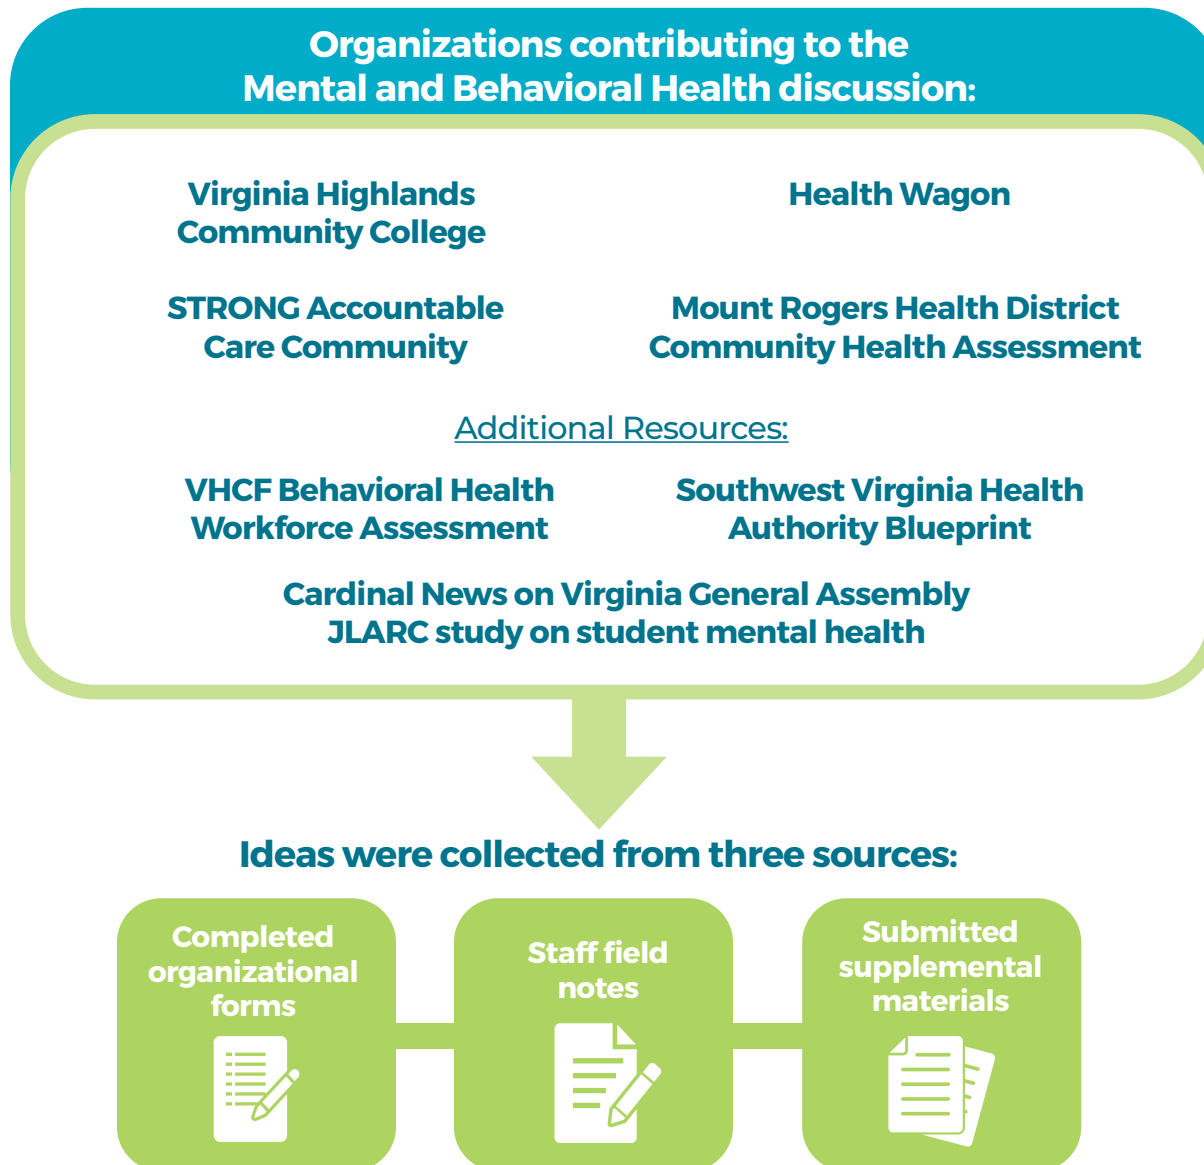 Organizations contributing to the
Mental and Behavioral Health discussion:
Virginia Highlands
Community College
Health Wagon
STRONG Accountable
Care Community
Mount Rogers Health District
Community Health Assessment
Additional Resources:
VHCF Behavioral Health
Workforce Assessment
Southwest Virginia Health
Authority Blueprint
Cardinal News on Virginia General Assembly
JLARC study on student mental health
Ideas were collected from three sources:
Completed
organizational
forms
Staff field
notes
Submitted
supplemental
materials